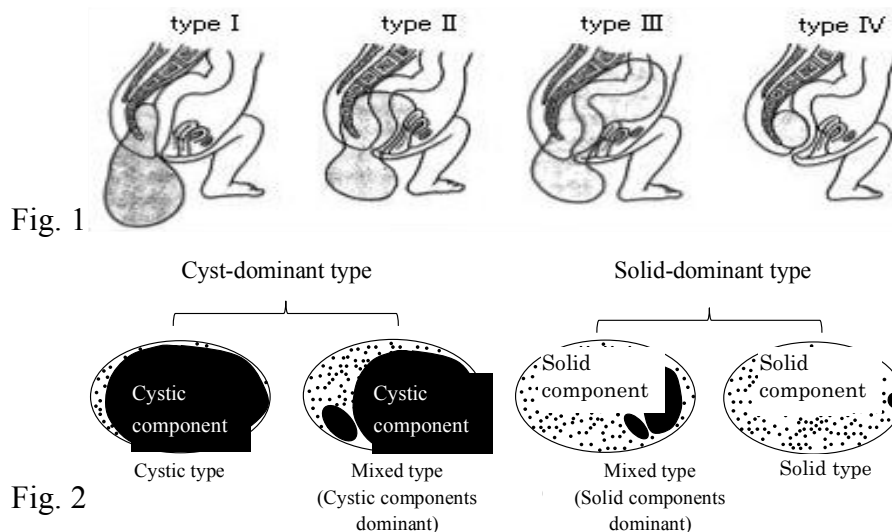 type I type II type III type IV
Fig. 1
Cyst-dominant type Solid-dominant type
Cystic component
Cystic component
Solid component
Solid component
Cystic type
Mixed type
(Cystic components
dominant)
Mixed type
(Solid components
dominant)
Solid type
Fig. 2